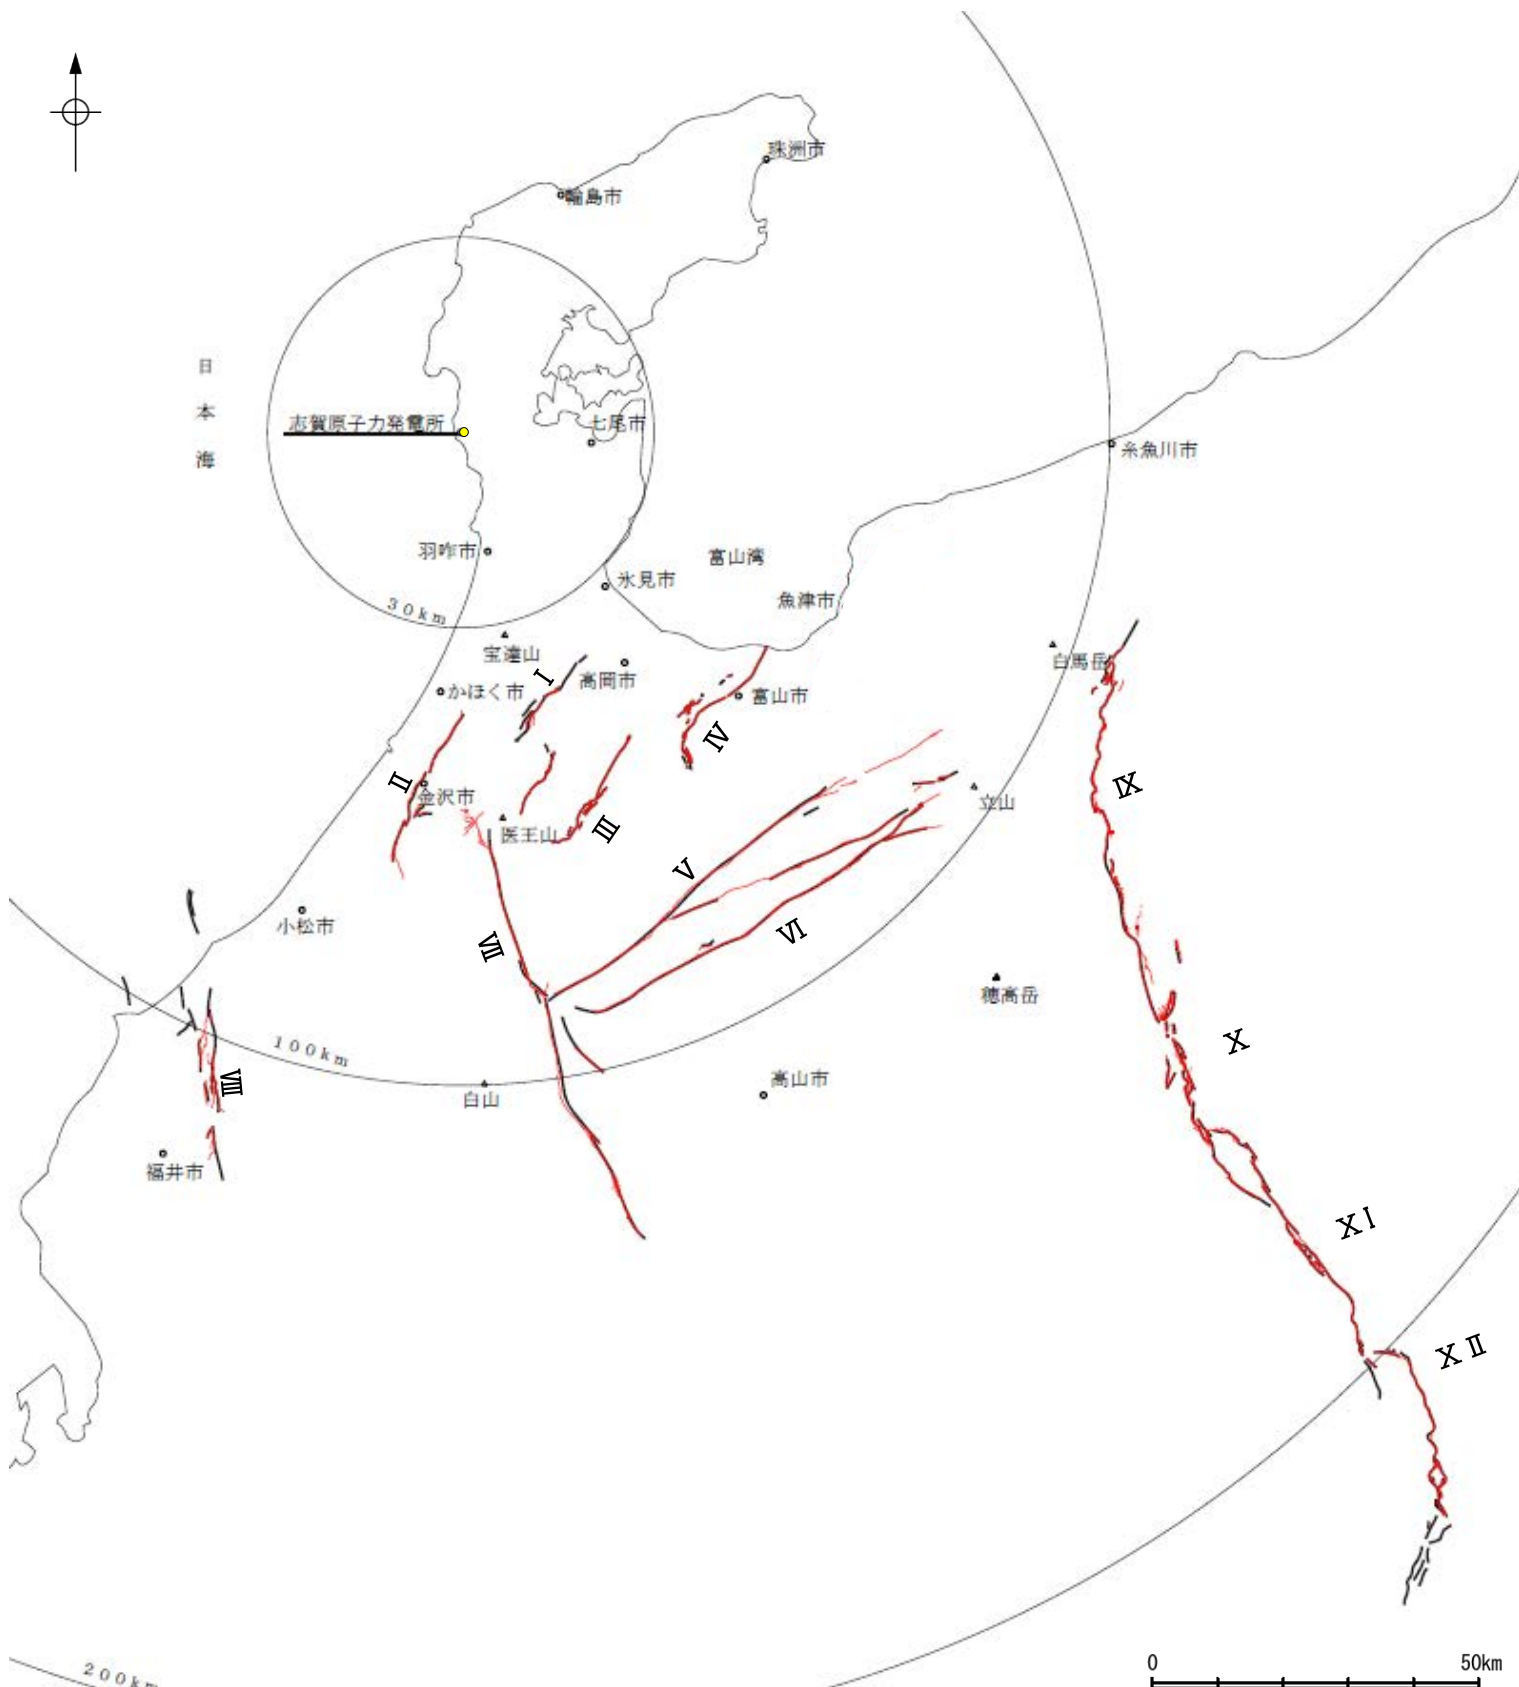 珠洲市
輪島市
日本海
志賀原子力発電所
七尾市
糸魚川市
羽咋市
富山湾
氷見市
魚津市
30km
宝達山
白馬岳
I
高岡市
かほく市
富山市
IV
II
金沢市
IX
立山
医王山
III
V
小松市
VI
VII
穂高岳
100km
X
VIII
白山
高山市
福井市
XI
XII
200km
0 50km